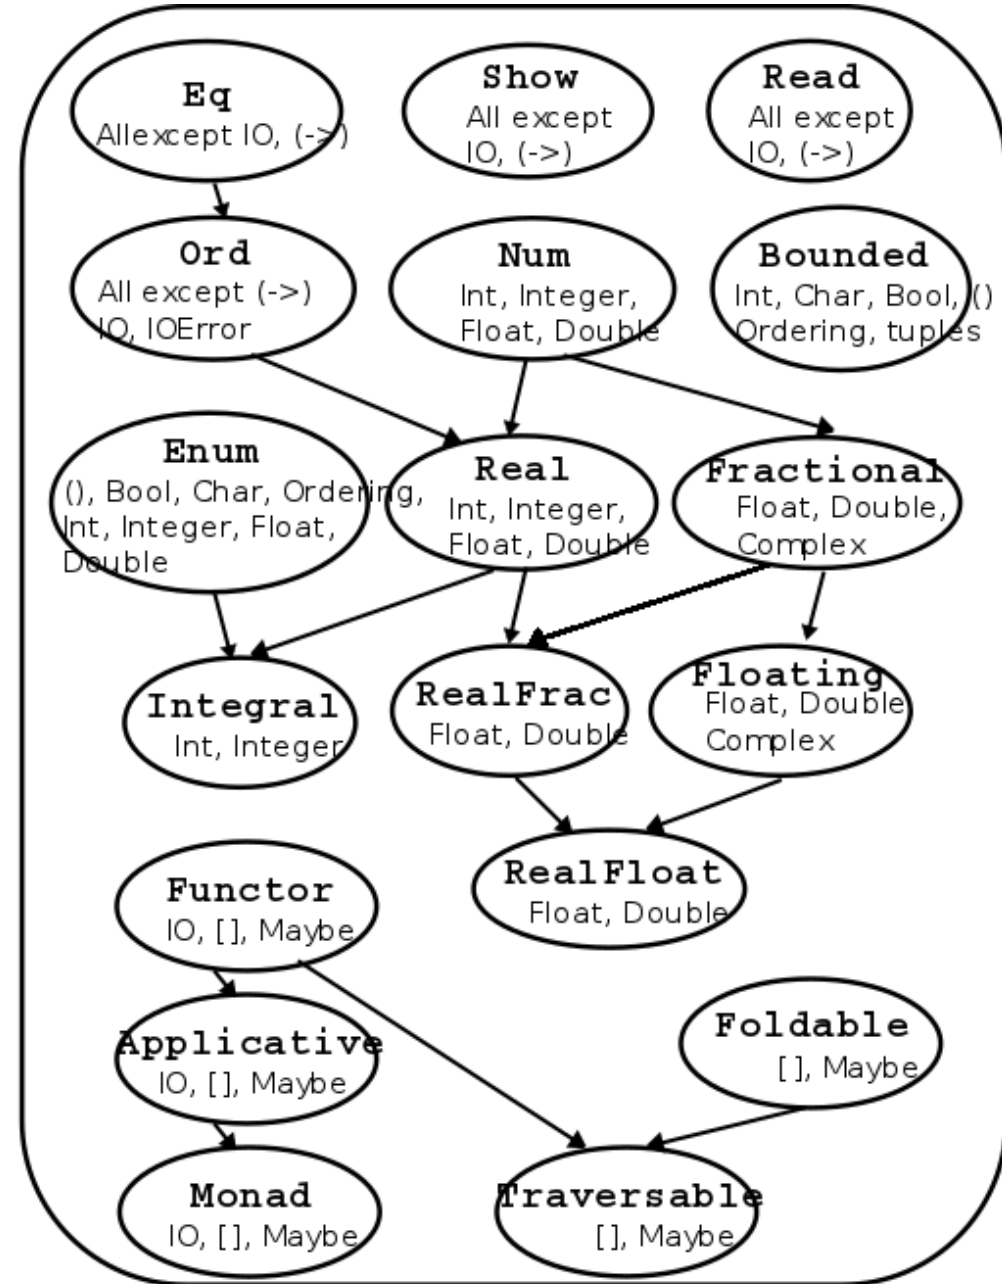 Eq
Allexcept IO, (->)
Show
All except
IO, (->)
Read
All except
IO, (->)
Ord
All except (->)
IO, IOError
Num
Int, Integer,
Float, Double
Bounded
Int, Char, Bool, ()
Ordering, tuples
Enum
(), Bool, Char, Ordering,
Int, Integer, Float,
Double
Real
Int, Integer,
Float, Double
Fractional
Float, Double,
Complex
Integral
Int, Integer
RealFrac
Float, Double
Floating
Float, Double
Complex
RealFloat
Float, Double
Functor
IO, [], Maybe
Applicative
IO, [], Maybe
Foldable
[], Maybe
Monad
IO, [], Maybe
Traversable
[], Maybe